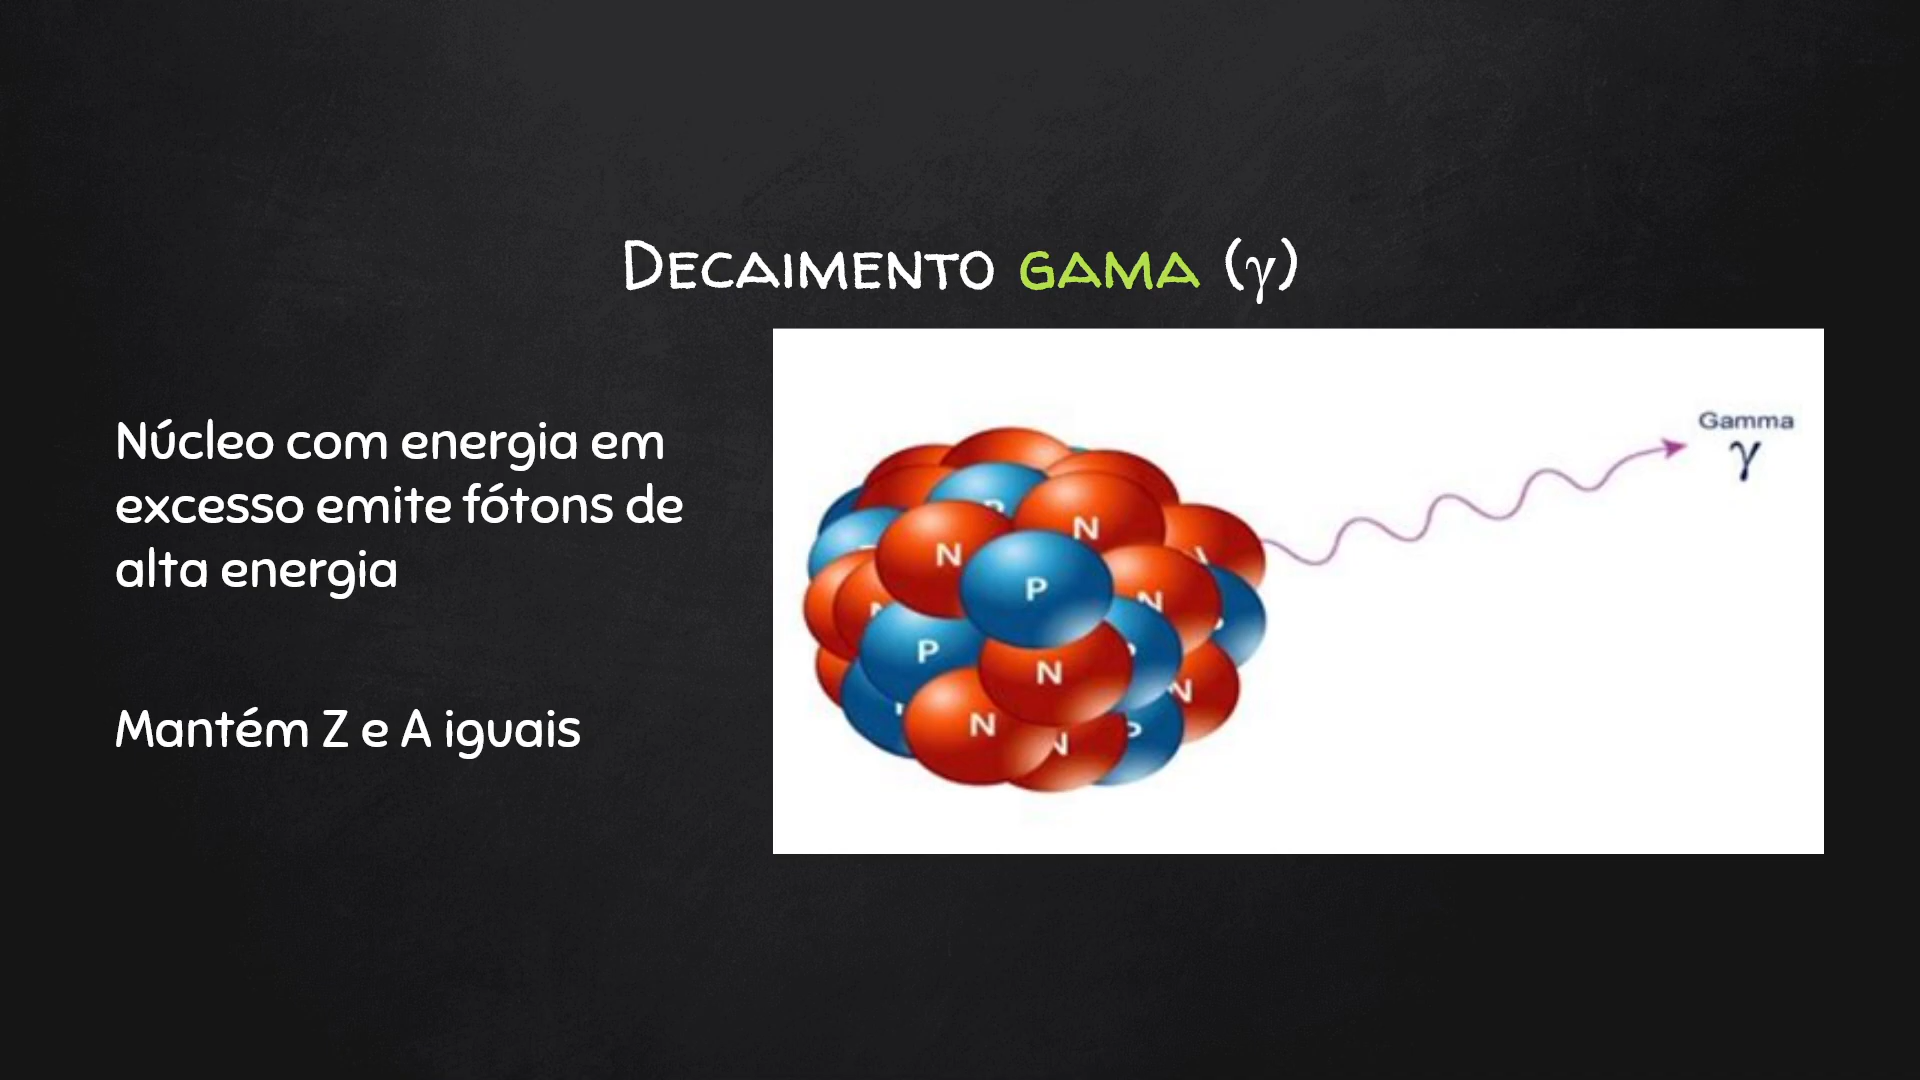 Decaimento gama (γ)
Núcleo com energia em
excesso emite fótons de
alta energia
Mantém Z e A iguais
Gamma
γ
P
N
N
P
N
P
N
N
N
N
N